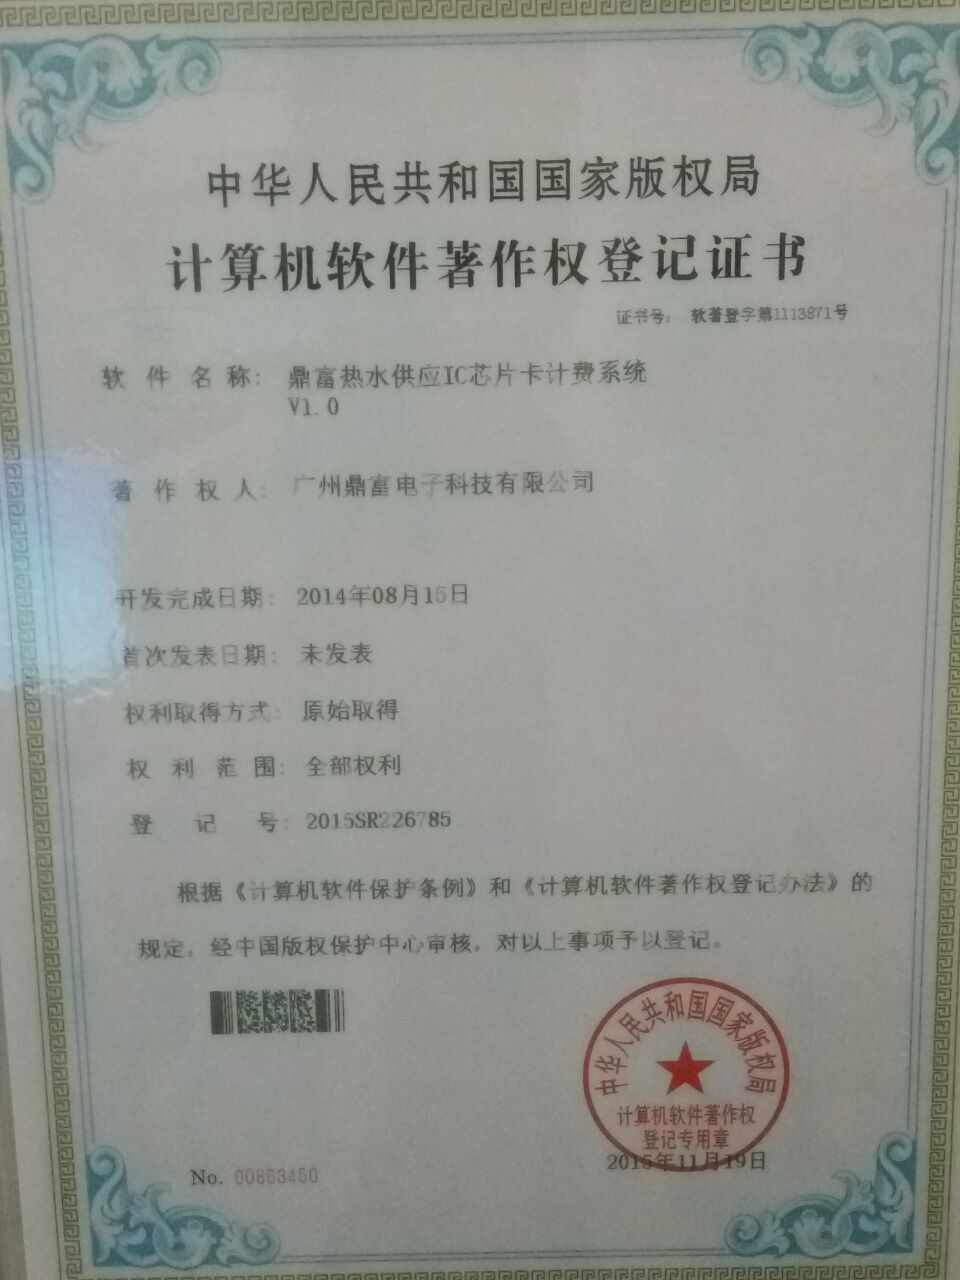 中华人民共和国国家版权局
计算机软件著作权登记证书
证书号： 软著登字第1113871号
软件名称： 鼎富热水供应IC芯片卡计费系统
V1.0
著作权人： 广州鼎富电子科技有限公司
开发完成日期： 2014年08月15日
首次发表日期： 未发表
权利取得方式： 原始取得
权利范围： 全部权利
登记号： 2015SR226785
根据《计算机软件保护条例》和《计算机软件著作权登记办法》的
规定，经中国版权保护中心审核，对以上事项予以登记。
中华人民共和国国家版权局
计算机软件著作权
登记专用章
2015年11月19日
No. 00863450